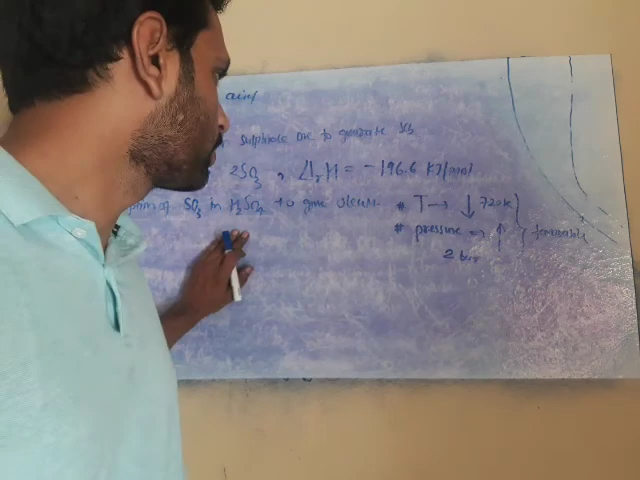 sulphide ore to generate SO2
2SO3, ΔrH = -196.6 KJ/mol
of SO3 in H2SO4 to give oleum # T → ↓ 720K
# pressure = ↑ } favourable
2 bar